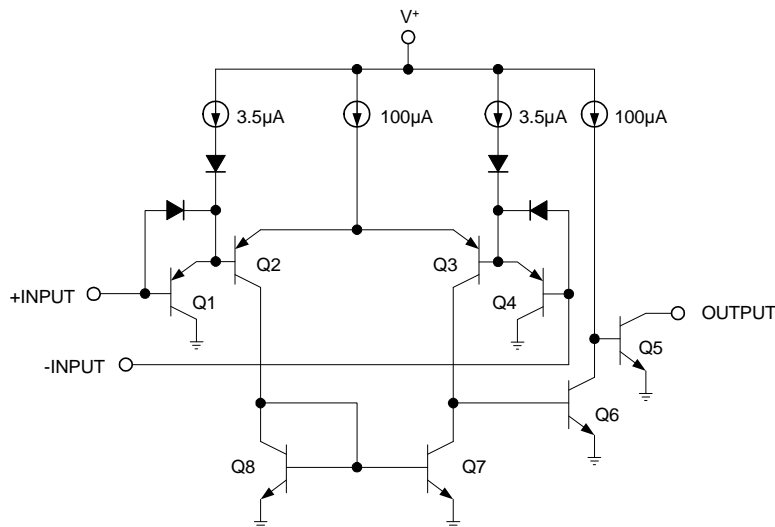 V+
3.5µA
100µA
3.5µA
100µA
Q2
Q3
+INPUT
Q1
Q4
OUTPUT
Q5
-INPUT
Q6
Q8
Q7